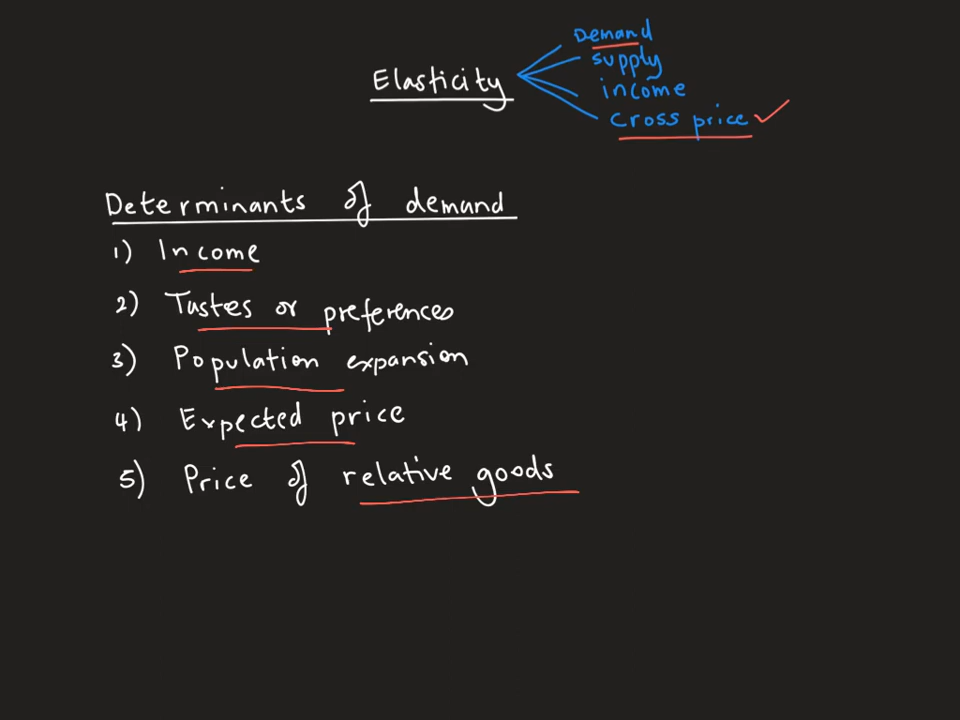 Elasticity
Demand
supply
income
cross price
Determinants of demand
1) Income
2) Tastes or preferences
3) Population expansion
4) Expected price
5) Price of relative goods